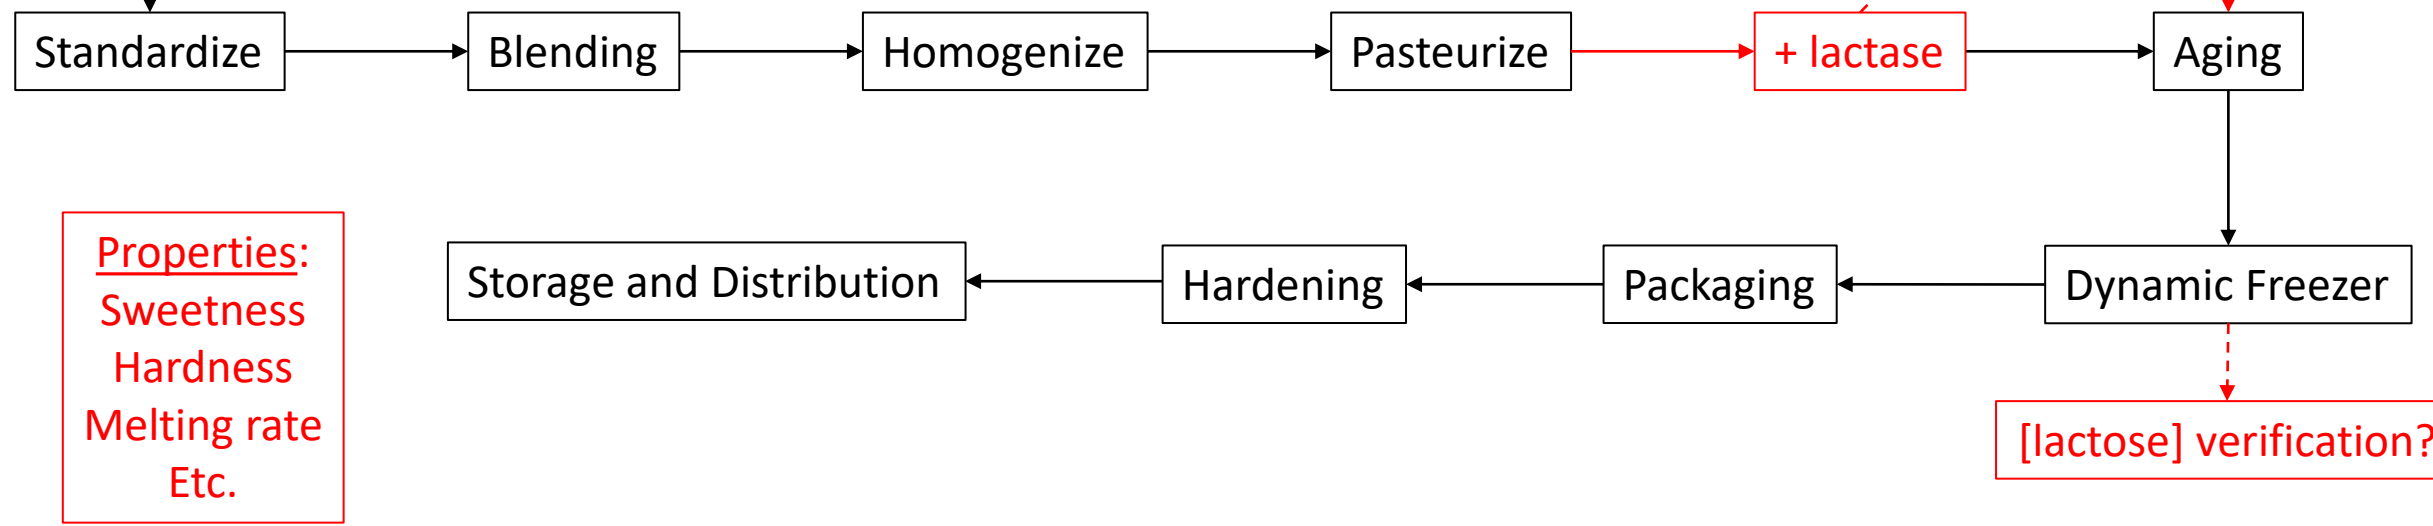 Standardize
Blending
Homogenize
Pasteurize
+ lactase
Aging
Properties:
Sweetness
Hardness
Melting rate
Etc.
Storage and Distribution
Hardening
Packaging
Dynamic Freezer
[lactose] verification?